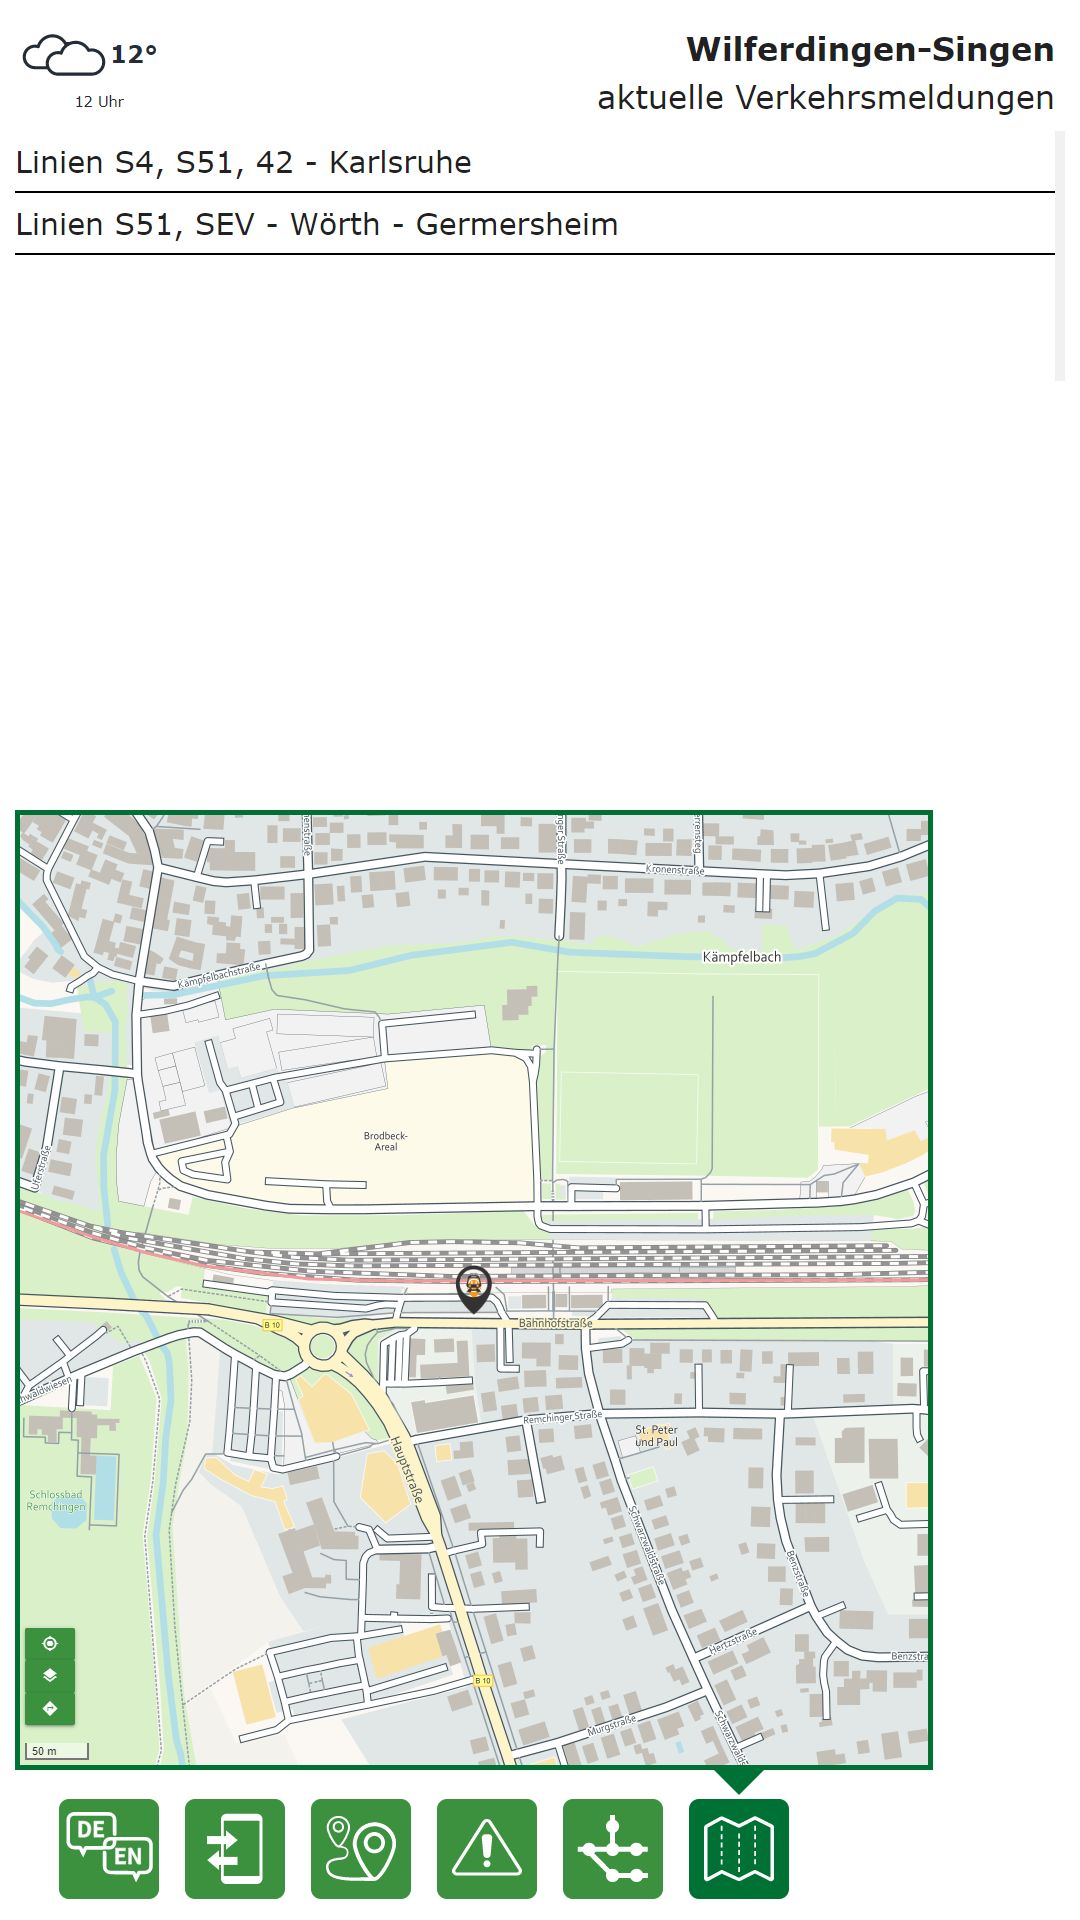 12°
12 Uhr
Wilferdingen-Singen
aktuelle Verkehrsmeldungen
Linien S4, S51, 42 - Karlsruhe
Linien S51, SEV - Wörth - Germersheim
Kronenstraße
Kämpfelbach
Kämpfelbachstraße
Brodbeck-
Areal
Uferstraße
B 10
Bahnhofstraße
Remchinger Straße
St. Peter
und Paul
Hauptstraße
Schlossbad
Remchingen
Schwarzwaldstraße
Benzstraße
Hertzstraße
B 10
Murgstraße
50 m
DE
EN